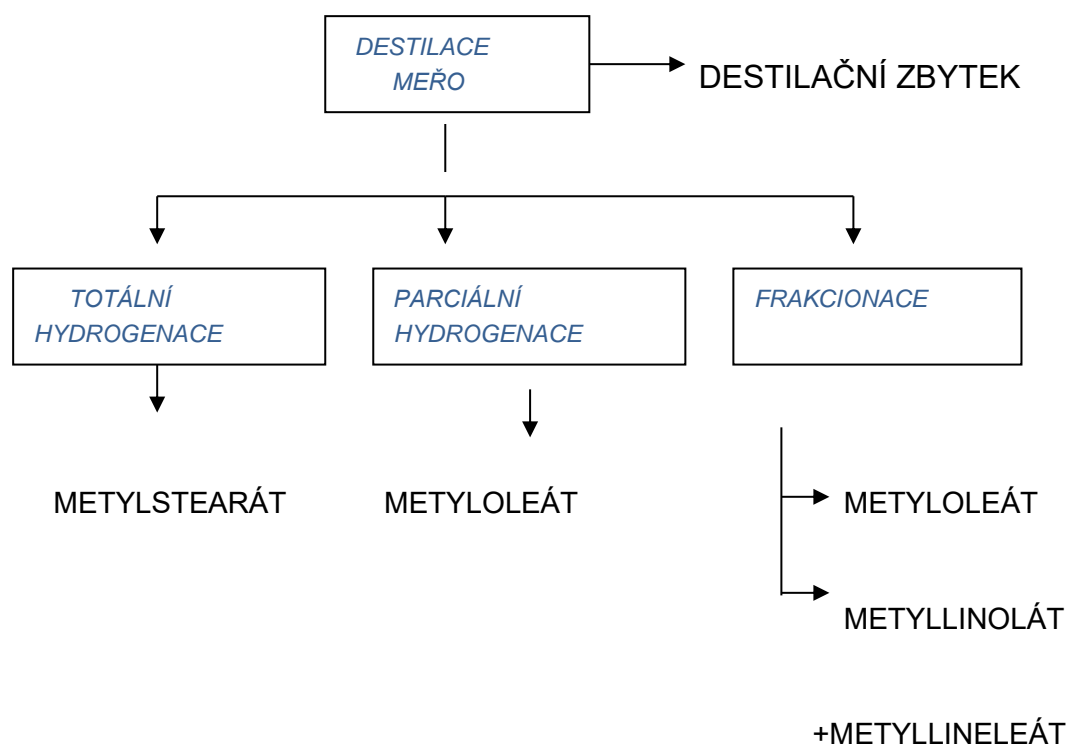 DESTILACE
MEŘO
DESTILAČNÍ ZBYTEK
TOTÁLNÍ
HYDROGENACE
PARCIÁLNÍ
HYDROGENACE
FRAKCIONACE
METYLSTEARÁT
METYLOLEÁT
METYLOLEÁT
METYLLINOLÁT
+METYLLINELEÁT